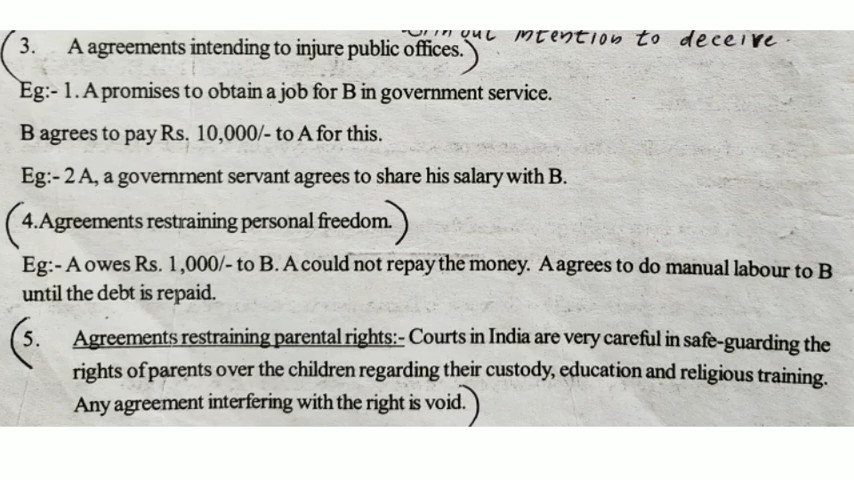 intention to deceive.
3. A agreements intending to injure public offices.
Eg:- 1. A promises to obtain a job for B in government service.
B agrees to pay Rs. 10,000/- to A for this.
Eg:- 2 A, a government servant agrees to share his salary with B.
4.Agreements restraining personal freedom.
Eg:- A owes Rs. 1,000/- to B. A could not repay the money. A agrees to do manual labour to B
until the debt is repaid.
5. Agreements restraining parental rights:- Courts in India are very careful in safe-guarding the
rights of parents over the children regarding their custody, education and religious training.
Any agreement interfering with the right is void.